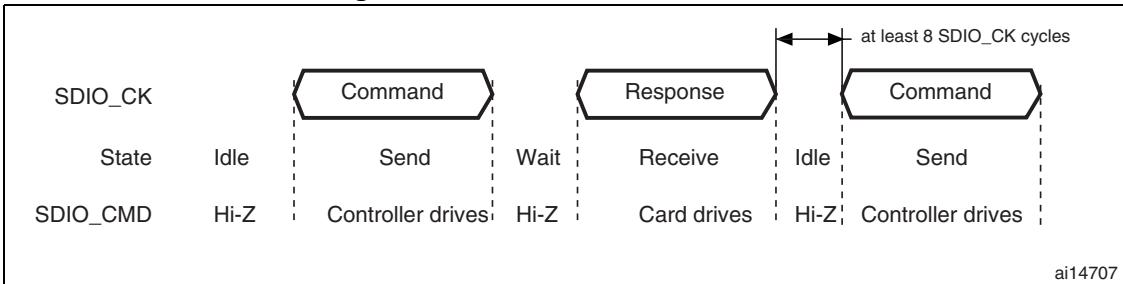 at least 8 SDIO_CK cycles
SDIO_CK Command Response Command
State Idle Send Wait Receive Idle Send
SDIO_CMD Hi-Z Controller drives Hi-Z Card drives Hi-Z Controller drives
ai14707